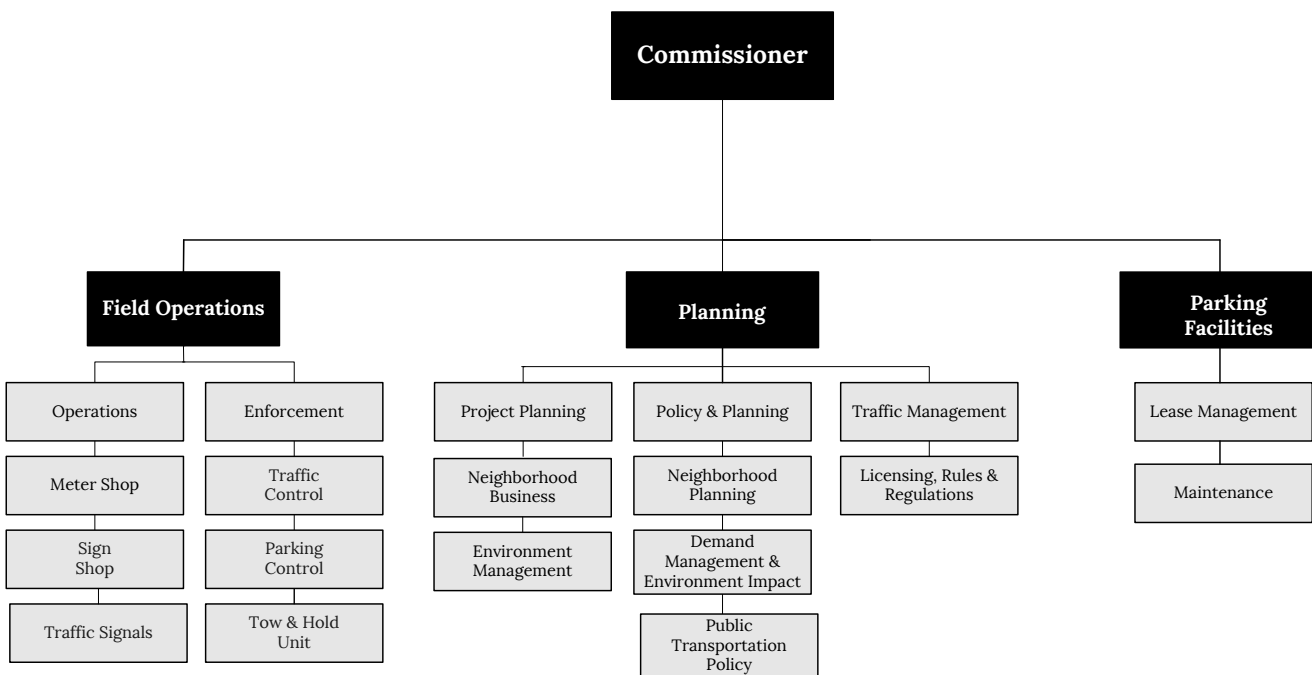 Commissioner
Field Operations
Planning
Parking
Facilities
Operations
Enforcement
Project Planning
Policy & Planning
Traffic Management
Lease Management
Meter Shop
Traffic
Control
Neighborhood
Business
Neighborhood
Planning
Licensing, Rules &
Regulations
Maintenance
Sign
Shop
Parking
Control
Environment
Management
Demand
Management &
Environment Impact
Traffic Signals
Tow & Hold
Unit
Public
Transportation
Policy